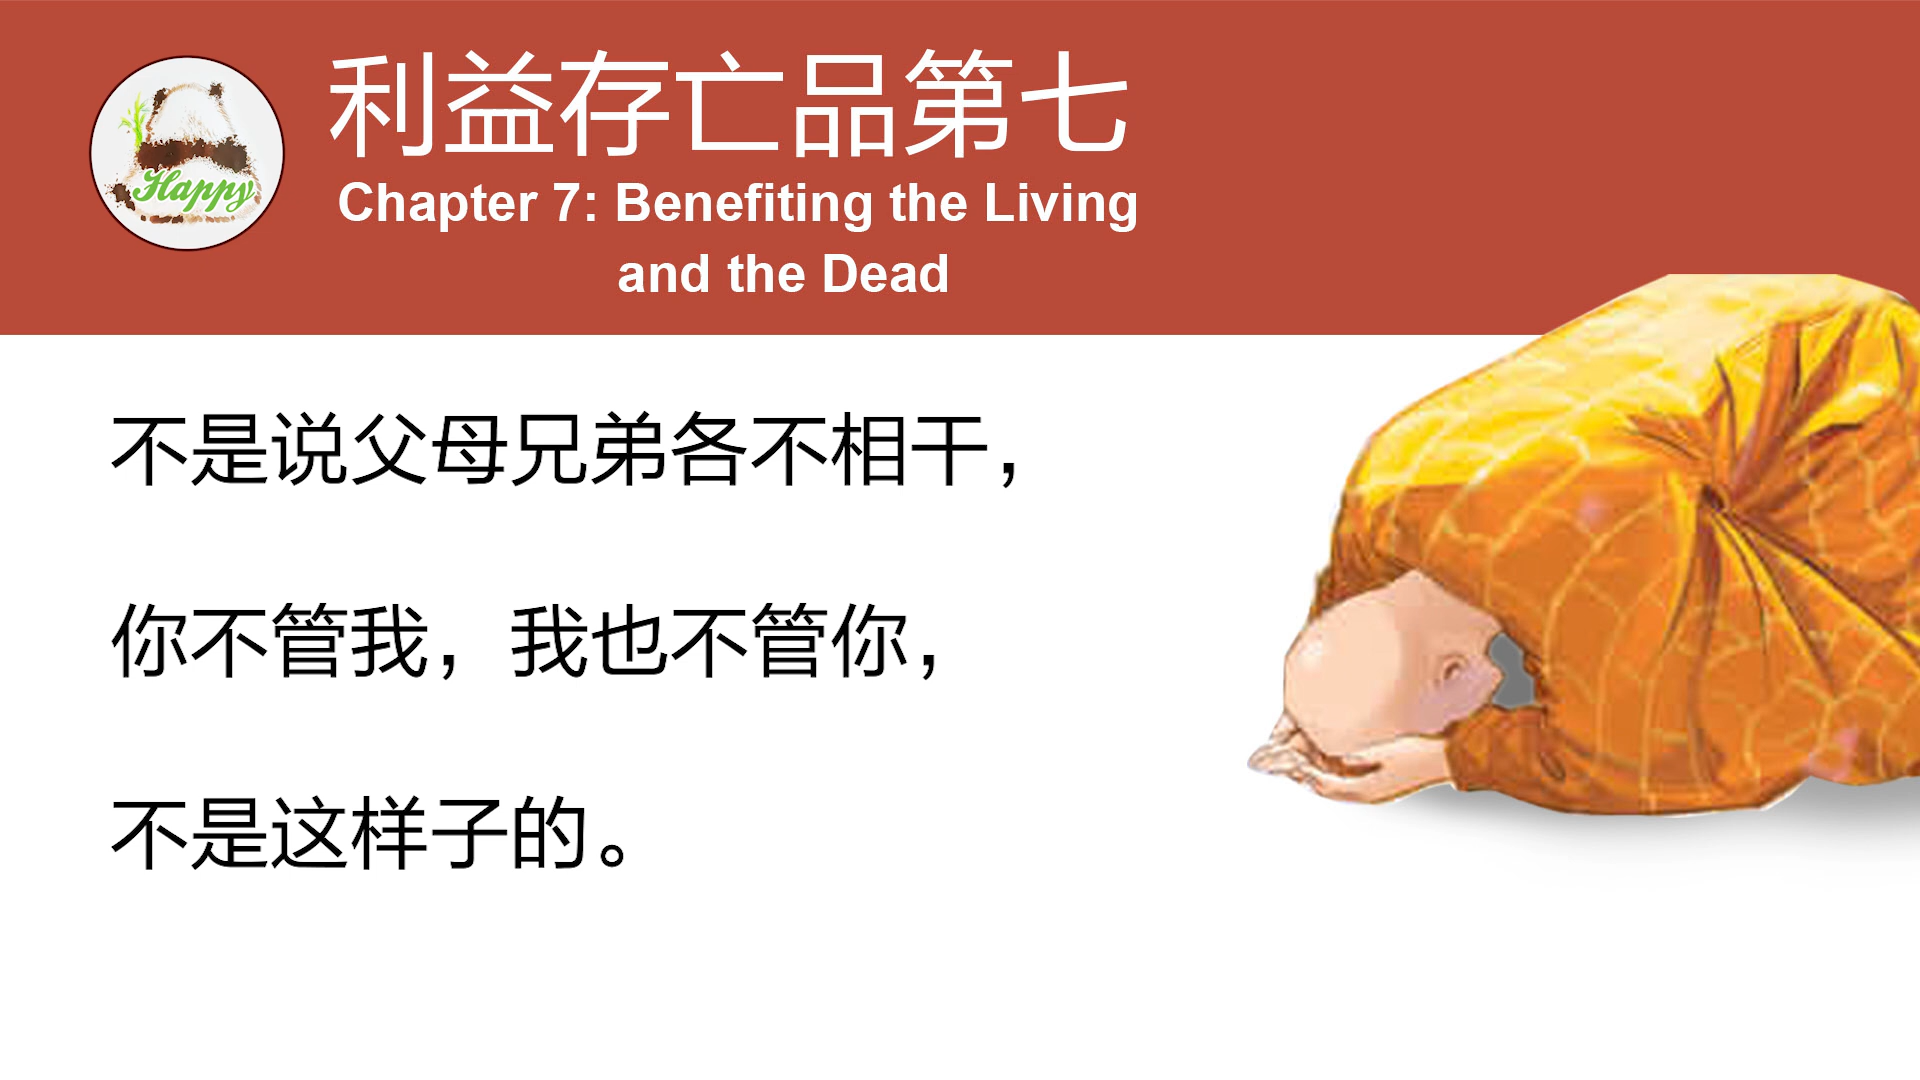 Happy
利益存亡品第七
Chapter 7: Benefiting the Living
and the Dead
不是说父母兄弟各不相干，
你不管我，我也不管你，
不是这样子的。